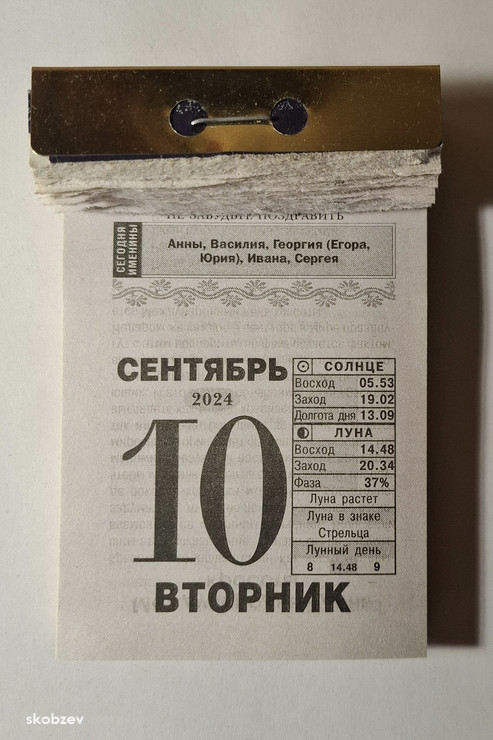 НЕ ЗАБУДЬТЕ ПОЗДРАВИТЬ
СЕГОДНЯ
ИМЕНИНЫ
Анны, Василия, Георгия (Егора,
Юрия), Ивана, Сергея
СЕНТЯБРЬ
2024
10
ВТОРНИК
СОЛНЦЕ
Восход 05.53
Заход 19.02
Долгота дня 13.09
ЛУНА
Восход 14.48
Заход 20.34
Фаза 37%
Луна растет
Луна в знаке
Стрельца
Лунный день
8 14.48 9
skobzev